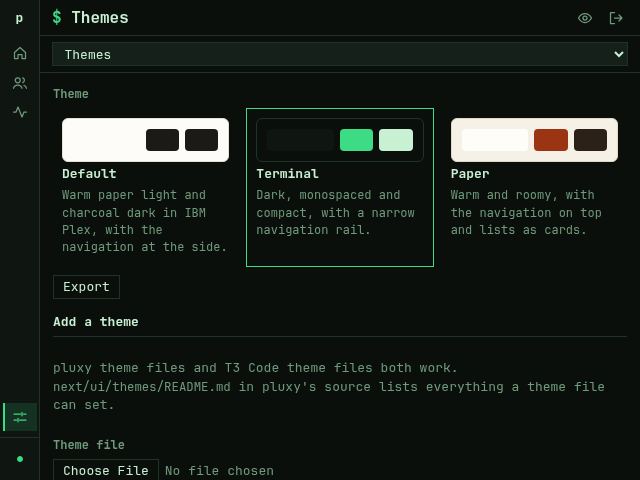 p
$ Themes
Themes
Theme
Default
Warm paper light and
charcoal dark in IBM
Plex, with the
navigation at the side.
Terminal
Dark, monospaced and
compact, with a narrow
navigation rail.
Paper
Warm and roomy, with
the navigation on top
and lists as cards.
Export
Add a theme
pluxy theme files and T3 Code theme files both work.
next/ui/themes/README.md in pluxy's source lists everything a theme file
can set.
Theme file
Choose File No file chosen